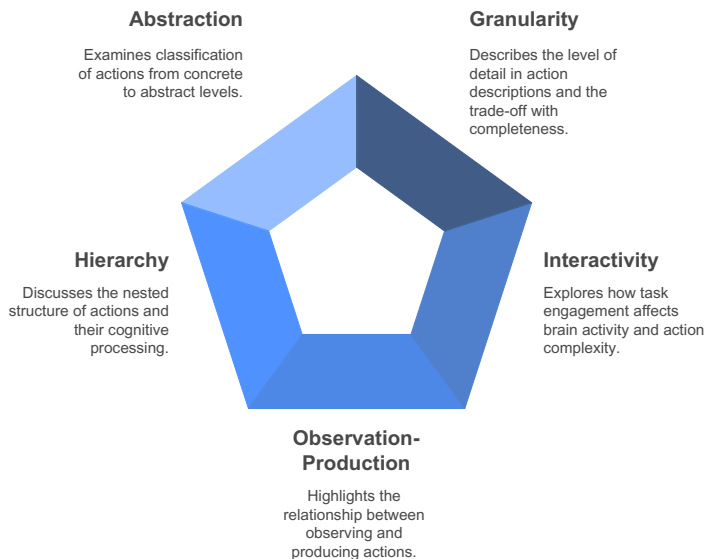 Abstraction
Examines classification
of actions from concrete
to abstract levels.
Granularity
Describes the level of
detail in action
descriptions and the
trade-off with
completeness.
Hierarchy
Discusses the nested
structure of actions and
their cognitive
processing.
Interactivity
Explores how task
engagement affects
brain activity and action
complexity.
Observation-
Production
Highlights the
relationship between
observing and
producing actions.